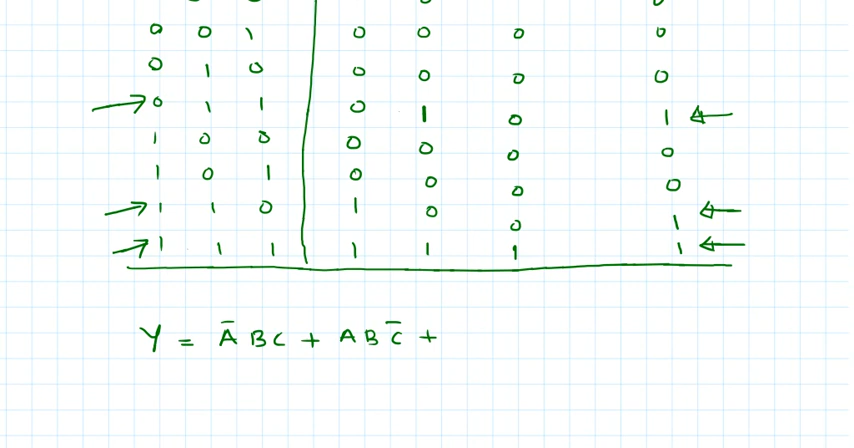 0 0 1 0 0 0 0
0 1 0 0 0 0 0
0 1 1 0 1 0 1
1 0 0 0 0 0 0
1 0 1 0 0 0 0
1 1 0 1 0 0 1
1 1 1 1 1 1 1
Y = A̅ B C + A B C̅ +